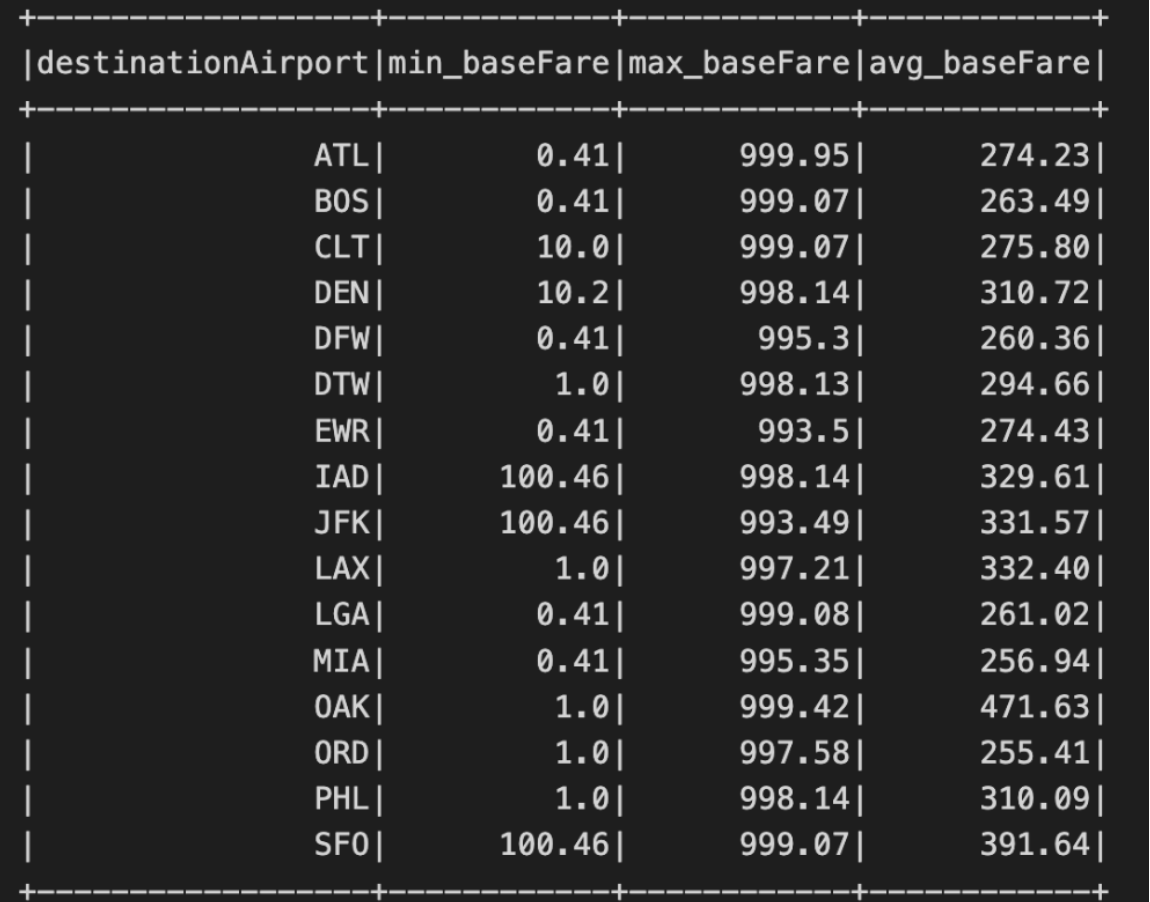 +------------------+------------+------------+------------+
|destinationAirport|min_baseFare|max_baseFare|avg_baseFare|
+------------------+------------+------------+------------+
|               ATL|        0.41|      999.95|      274.23|
|               BOS|        0.41|      999.07|      263.49|
|               CLT|        10.0|      999.07|      275.80|
|               DEN|        10.2|      998.14|      310.72|
|               DFW|        0.41|       995.3|      260.36|
|               DTW|         1.0|      998.13|      294.66|
|               EWR|        0.41|       993.5|      274.43|
|               IAD|      100.46|      998.14|      329.61|
|               JFK|      100.46|      993.49|      331.57|
|               LAX|         1.0|      997.21|      332.40|
|               LGA|        0.41|      999.08|      261.02|
|               MIA|        0.41|      995.35|      256.94|
|               OAK|         1.0|      999.42|      471.63|
|               ORD|         1.0|      997.58|      255.41|
|               PHL|         1.0|      998.14|      310.09|
|               SFO|      100.46|      999.07|      391.64|
+------------------+------------+------------+------------+